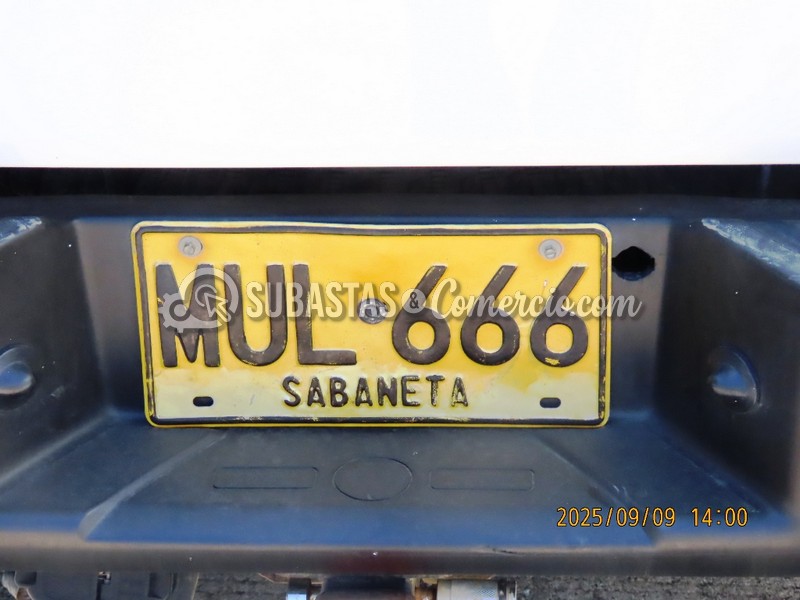 MUL 666
SUBASTAS & Comercio.com
SABANETA
2025/09/09 14:00